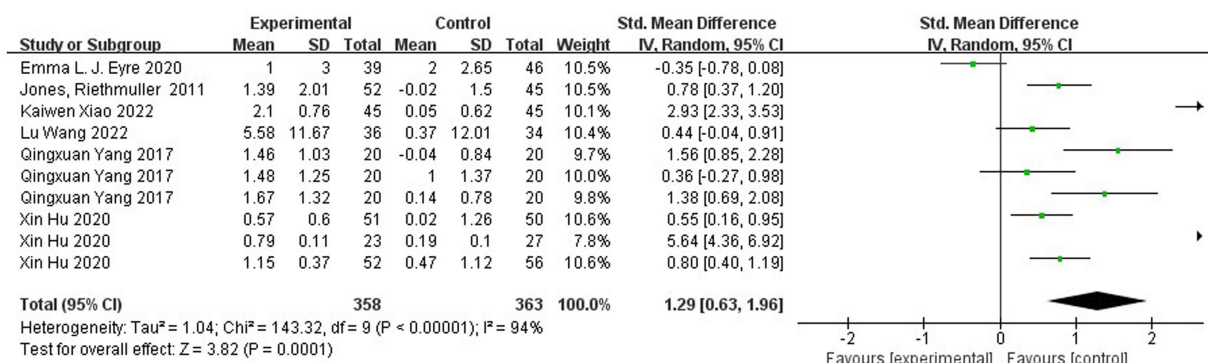 Experimental Control Std. Mean Difference Std. Mean Difference
Study or Subgroup Mean SD Total Mean SD Total Weight IV, Random, 95% CI IV, Random, 95% CI
Emma L. J. Eyre 2020 1 3 39 2 2.65 46 10.5% -0.35 [-0.78, 0.08]
Jones, Riethmuller 2011 1.39 2.01 52 -0.02 1.5 45 10.5% 0.78 [0.37, 1.20]
Kaiwen Xiao 2022 2.1 0.76 45 0.05 0.62 45 10.1% 2.93 [2.33, 3.53]
Lu Wang 2022 5.58 11.67 36 0.37 12.01 34 10.4% 0.44 [-0.04, 0.91]
Qingxuan Yang 2017 1.46 1.03 20 -0.04 0.84 20 9.7% 1.56 [0.85, 2.28]
Qingxuan Yang 2017 1.48 1.25 20 1 1.37 20 10.0% 0.36 [-0.27, 0.98]
Qingxuan Yang 2017 1.67 1.32 20 0.14 0.78 20 9.8% 1.38 [0.69, 2.08]
Xin Hu 2020 0.57 0.6 51 0.02 1.26 50 10.6% 0.55 [0.16, 0.95]
Xin Hu 2020 0.79 0.11 23 0.19 0.1 27 7.8% 5.64 [4.36, 6.92]
Xin Hu 2020 1.15 0.37 52 0.47 1.12 56 10.6% 0.80 [0.40, 1.19]
Total (95% CI) 358 363 100.0% 1.29 [0.63, 1.96]
Heterogeneity: Tau² = 1.04; Chi² = 143.32, df = 9 (P < 0.00001); I² = 94%
Test for overall effect: Z = 3.82 (P = 0.0001)
-2 -1 0 1 2
Favours [experimental] Favours [control]